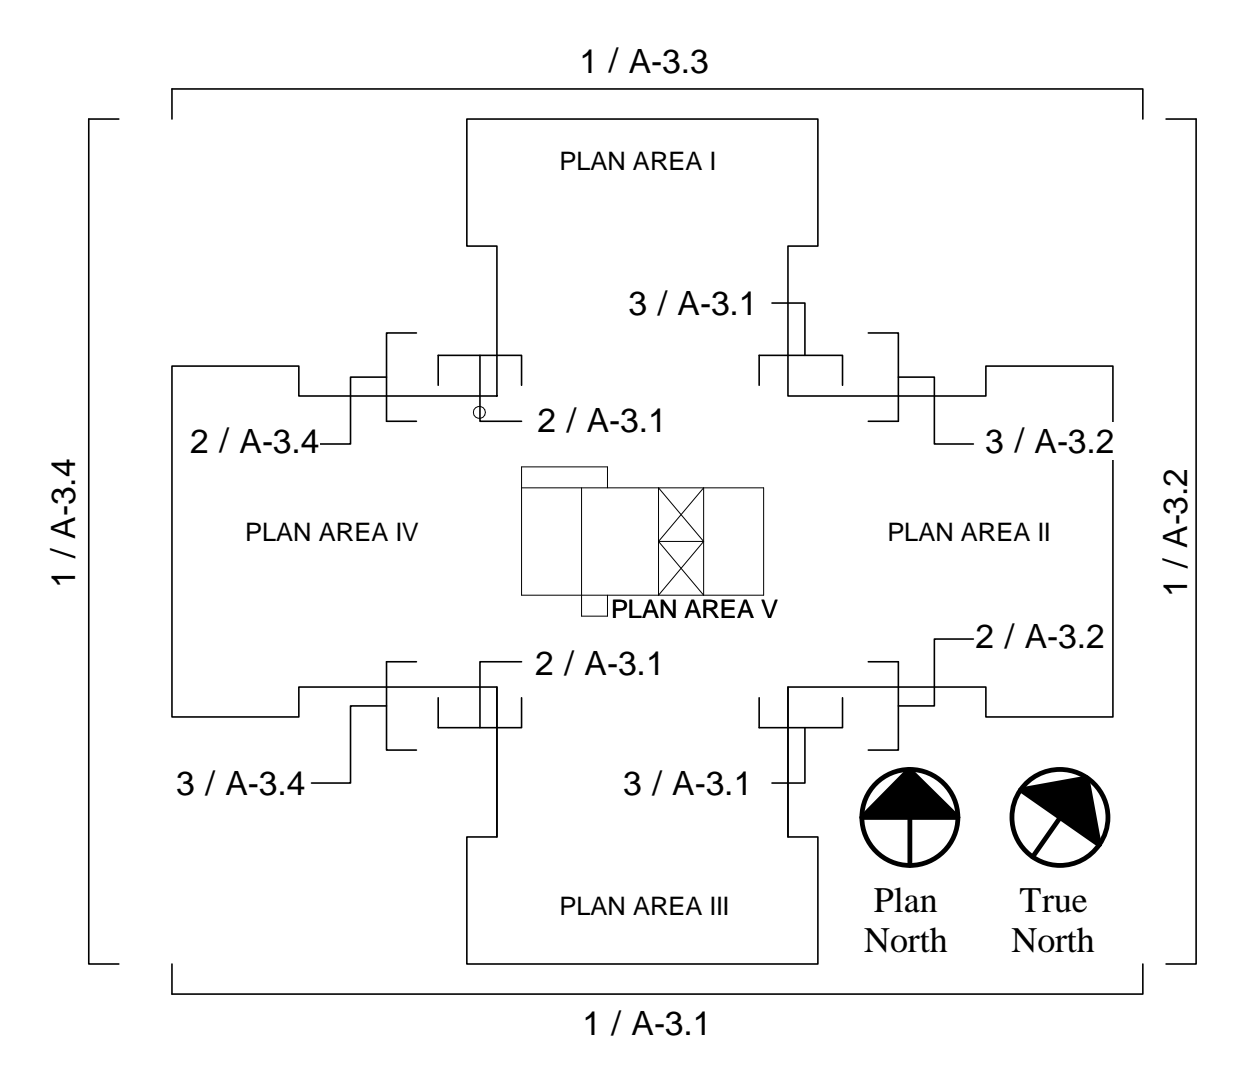 1 / A-3.3
PLAN AREA I
3 / A-3.1
2 / A-3.1
2 / A-3.4
3 / A-3.2
1 / A-3.4
PLAN AREA IV
PLAN AREA II
1 / A-3.2
PLAN AREA V
2 / A-3.2
2 / A-3.1
3 / A-3.4
3 / A-3.1
PLAN AREA III
Plan
North
True
North
1 / A-3.1